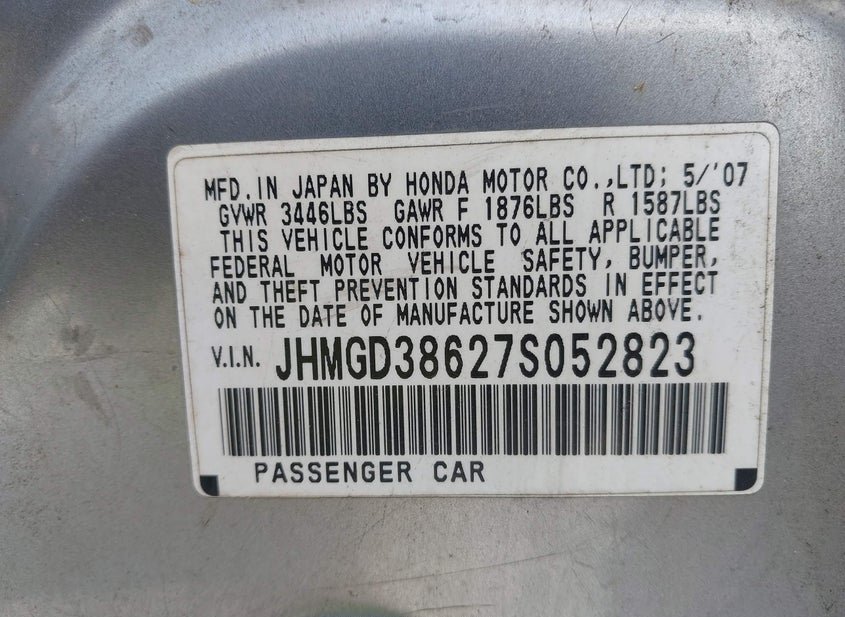 MFD.IN JAPAN BY HONDA MOTOR CO.,LTD; 5/'07
GVWR 3446LBS GAWR F 1876LBS R 1587LBS
THIS VEHICLE CONFORMS TO ALL APPLICABLE
FEDERAL MOTOR VEHICLE SAFETY, BUMPER,
AND THEFT PREVENTION STANDARDS IN EFFECT
ON THE DATE OF MANUFACTURE SHOWN ABOVE.
V.I.N. JHMGD38627S052823
PASSENGER CAR